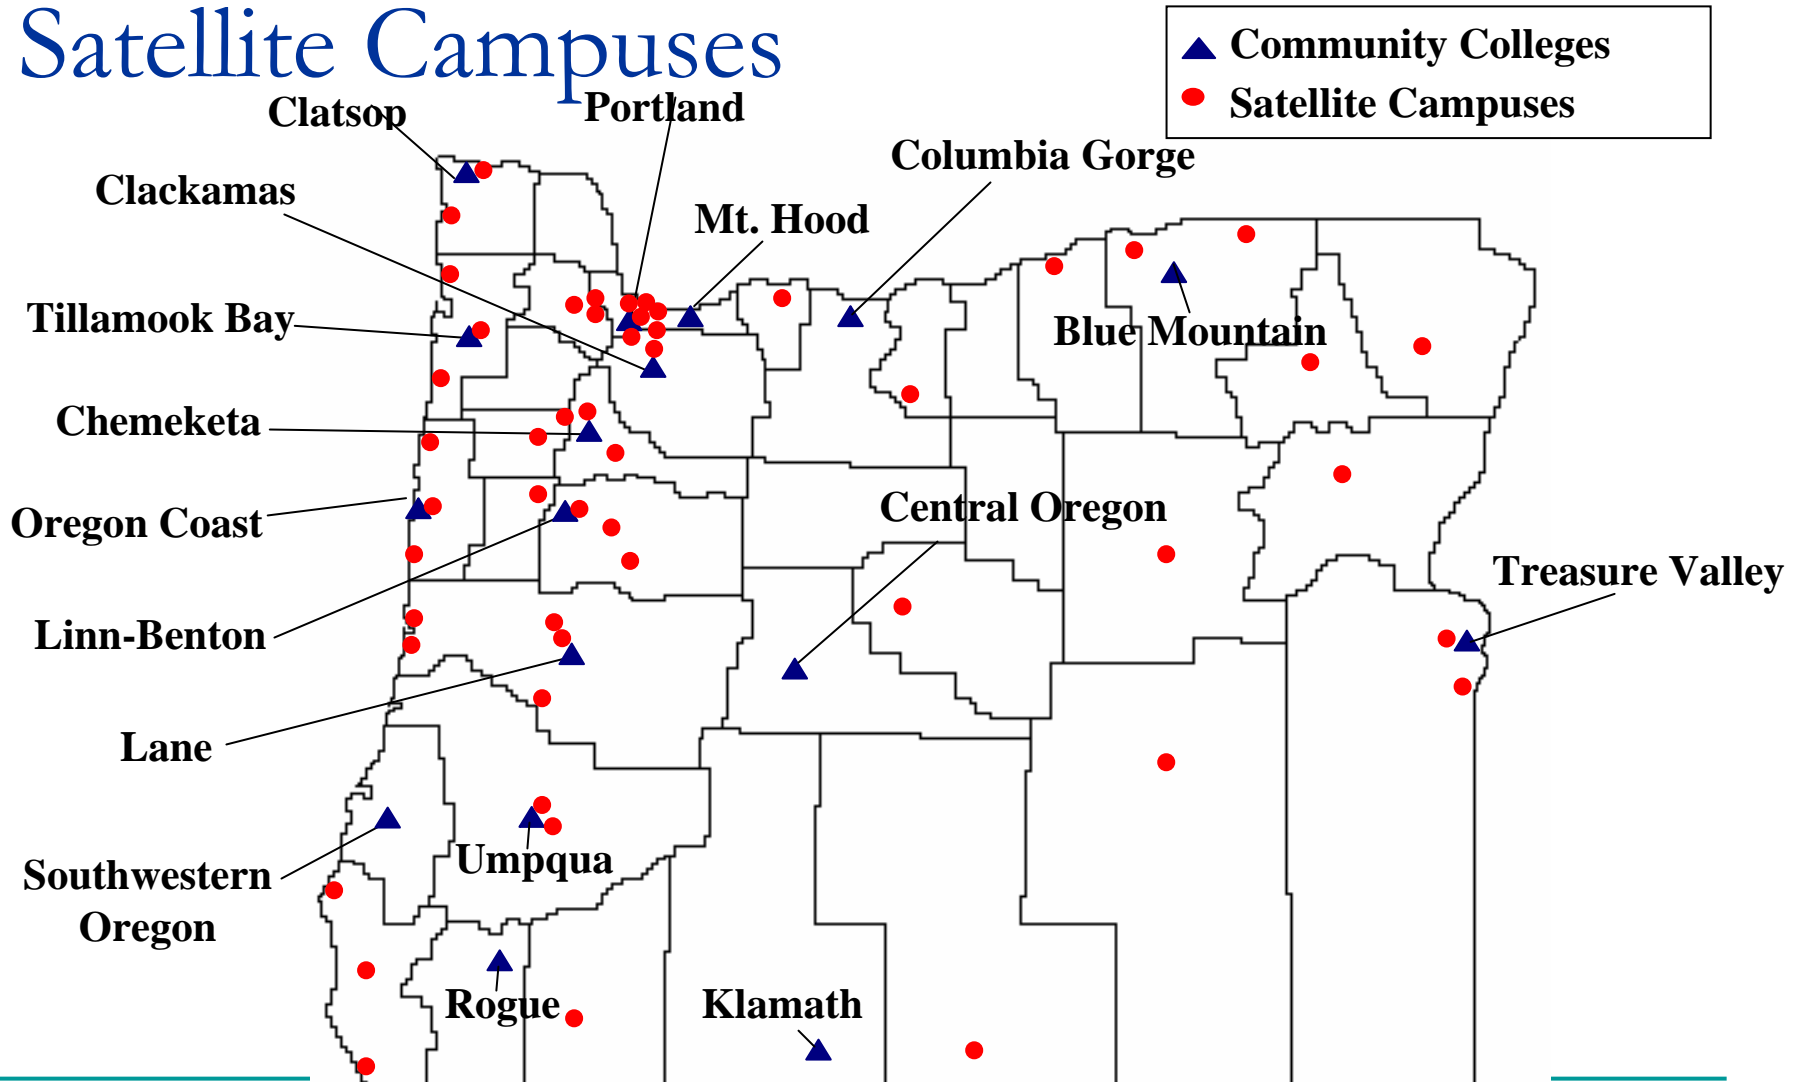 Satellite Campuses
Community Colleges
Satellite Campuses
Clatsop
Portland
Columbia Gorge
Clackamas
Mt. Hood
Tillamook Bay
Blue Mountain
Chemeketa
Central Oregon
Oregon Coast
Treasure Valley
Linn-Benton
Lane
Umpqua
Southwestern
Oregon
Rogue
Klamath